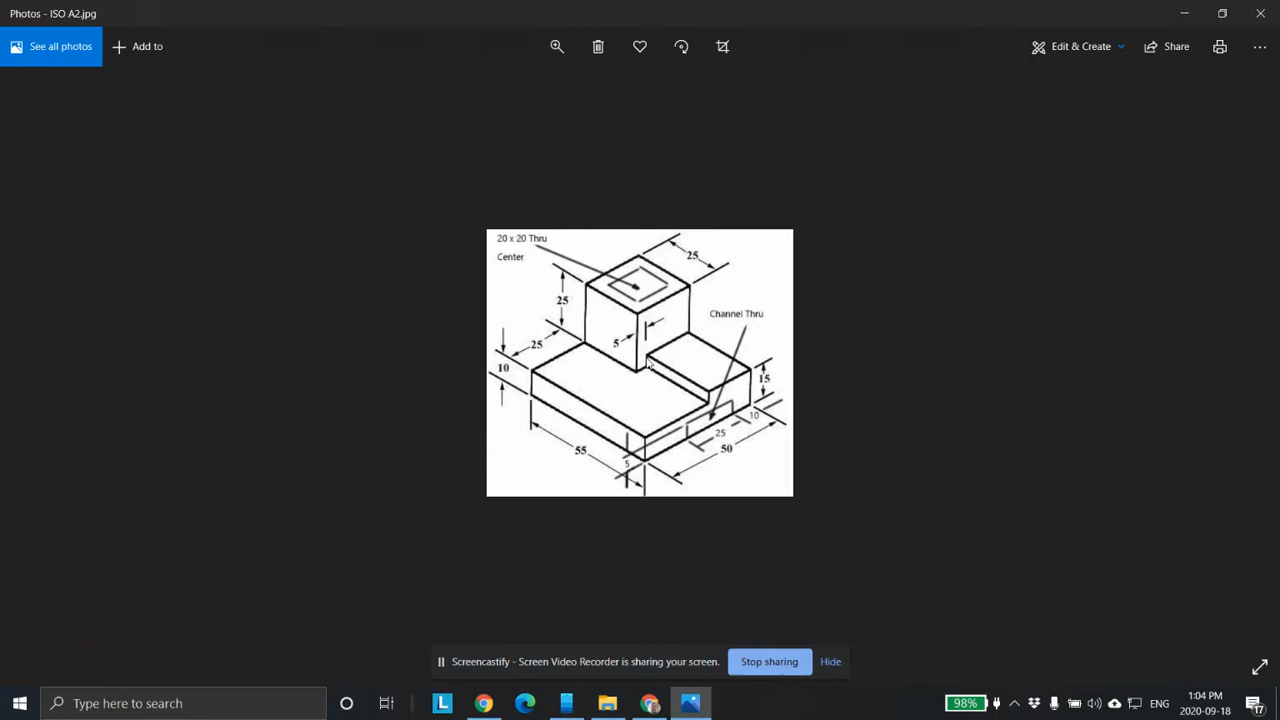 Photos - ISO A2.jpg
See all photos
Add to
Edit & Create
Share
20 x 20 Thru
Center
25
25
Channel Thru
5
25
10
15
10
25
55
50
5
Screencastify - Screen Video Recorder is sharing your screen.
Stop sharing
Hide
Type here to search
L
98%
ENG
1:04 PM
2020-09-18
17